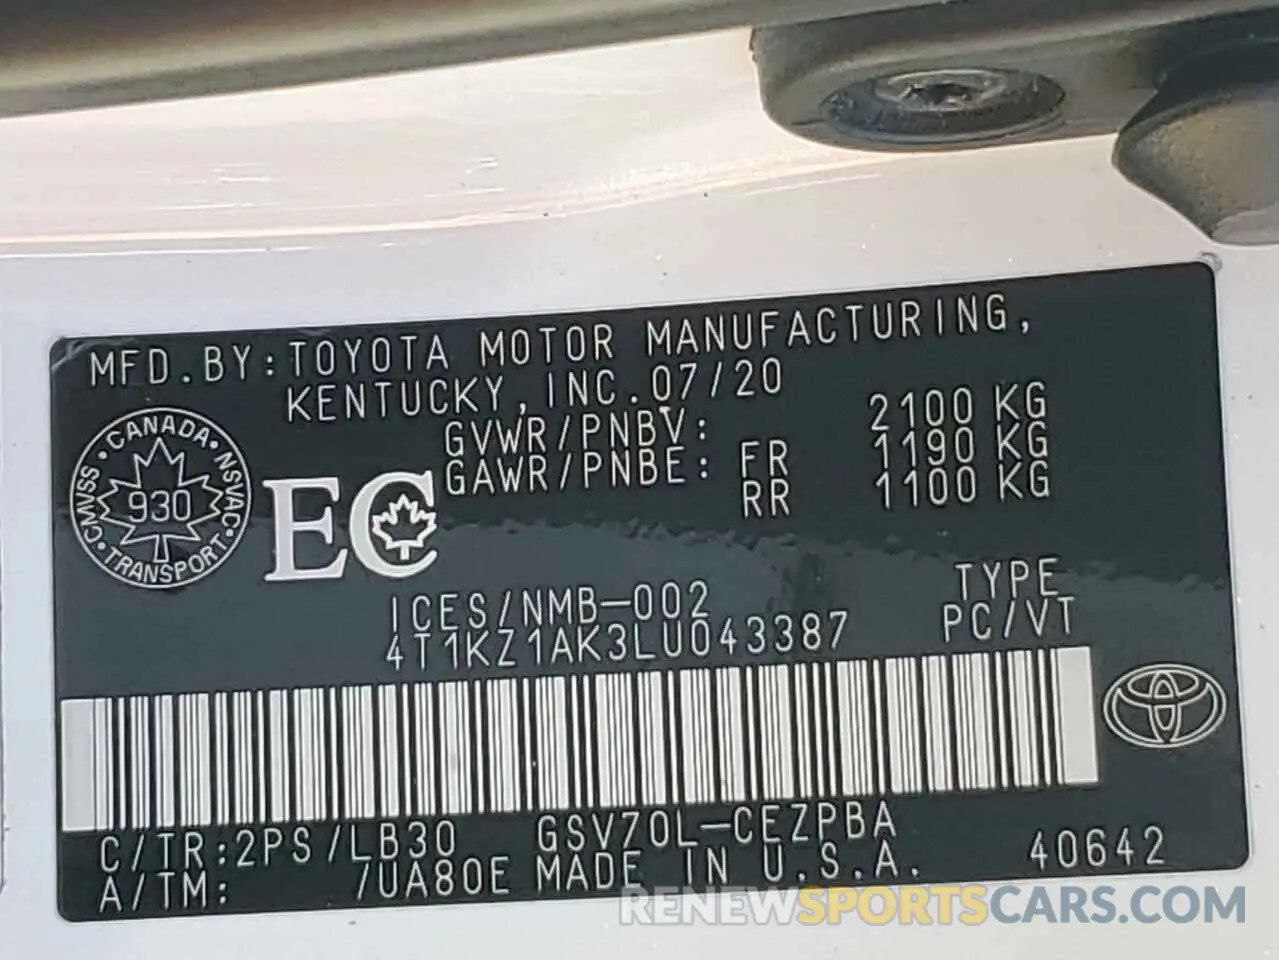 MFD.BY:TOYOTA MOTOR MANUFACTURING,
KENTUCKY, INC. 07/20
GVWR/PNBV: 2100 KG
GAWR/PNBE: FR 1190 KG
RR 1100 KG
CANADA • NSVAC • TRANSPORT • CMVSS •
930
EC
ICES/NMB-002
TYPE
4T1KZ1AK3LU043387
PC/VT
C/TR:2PS/LB30 GSV70L-CEZPBA
A/TM: /UA80E MADE IN U.S.A. 40642
RENEWSPORTSCARS.COM